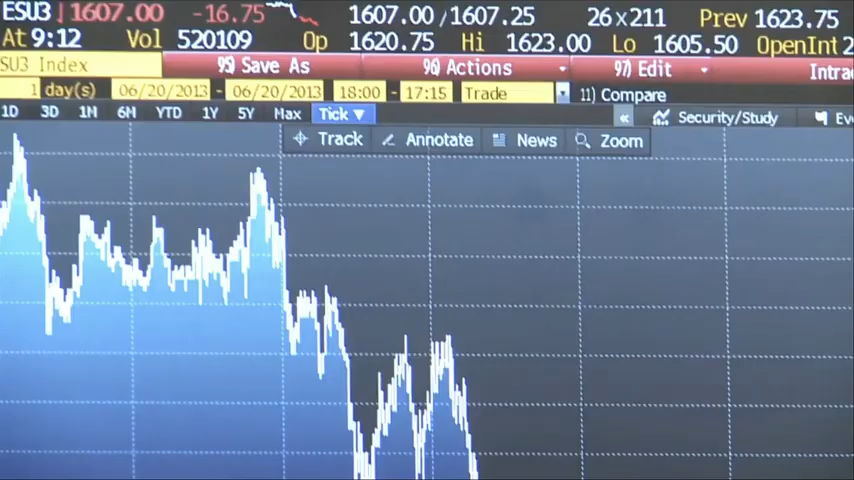 ESU3 ↓1607.00 -16.75 1607.00/1607.25 26x211 Prev 1623.75
At 9:12 Vol 520109 Op 1620.75 Hi 1623.00 Lo 1605.50 OpenInt 2
SU3 Index 95) Save As 96) Actions 97) Edit Intra
1 day(s) 06/20/2013 - 06/20/2013 18:00 - 17:15 Trade 11) Compare
1D 3D 1M 6M YTD 1Y 5Y Max Tick ▼ « Security/Study Ev
Track Annotate News Zoom